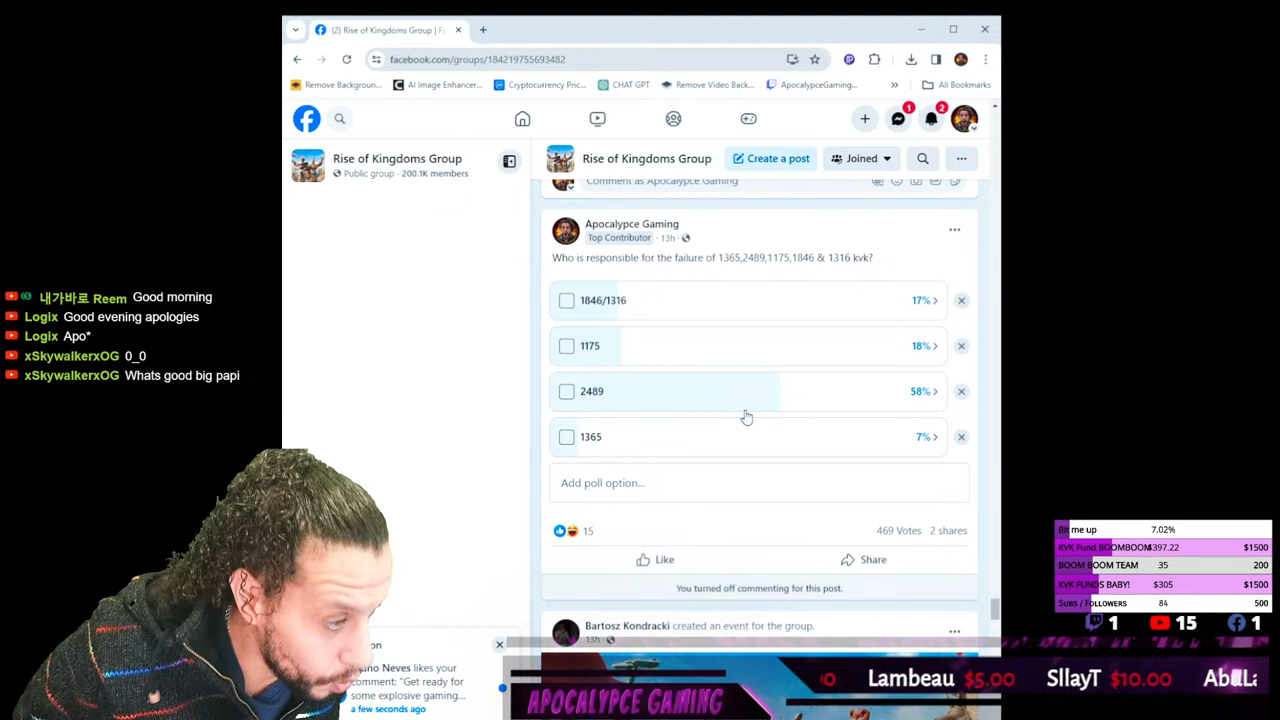 (2) Rise of Kingdoms Group | F
facebook.com/groups/184219755693482
Remove Backgroun...
AI Image Enhancer...
Cryptocurrency Pric...
CHAT GPT
Remove Video Back...
ApocalypceGaming...
All Bookmarks
1
2
Rise of Kingdoms Group
Public group · 200.1K members
Rise of Kingdoms Group
Create a post
Joined
Comment as Apocalypce Gaming
Apocalypce Gaming
Top Contributor · 13h
Who is responsible for the failure of 1365,2489,1175,1846 & 1316 kvk?
1846/1316 17%
1175 18%
2489 58%
1365 7%
Add poll option...
15
469 Votes 2 shares
Like
Share
You turned off commenting for this post.
Bartosz Kondracki created an event for the group.
13h
내가바로 Reem Good morning
Logix Good evening apologies
Logix Apo*
xSkywalkerxOG 0_0
xSkywalkerxOG Whats good big papi
Neves likes your
comment: "Get ready for
some explosive gaming...
a few seconds ago
Bit me up 7.02%
KVK Fund BOOMBOOM $397.22 $1500
BOOM BOOM TEAM 35 200
KVK FUNDS BABY! $305 $1500
Subs / Followers 84 500
1
15
1
APOCALYPCE GAMING
Lambeau $5.00 SllayT $10.00